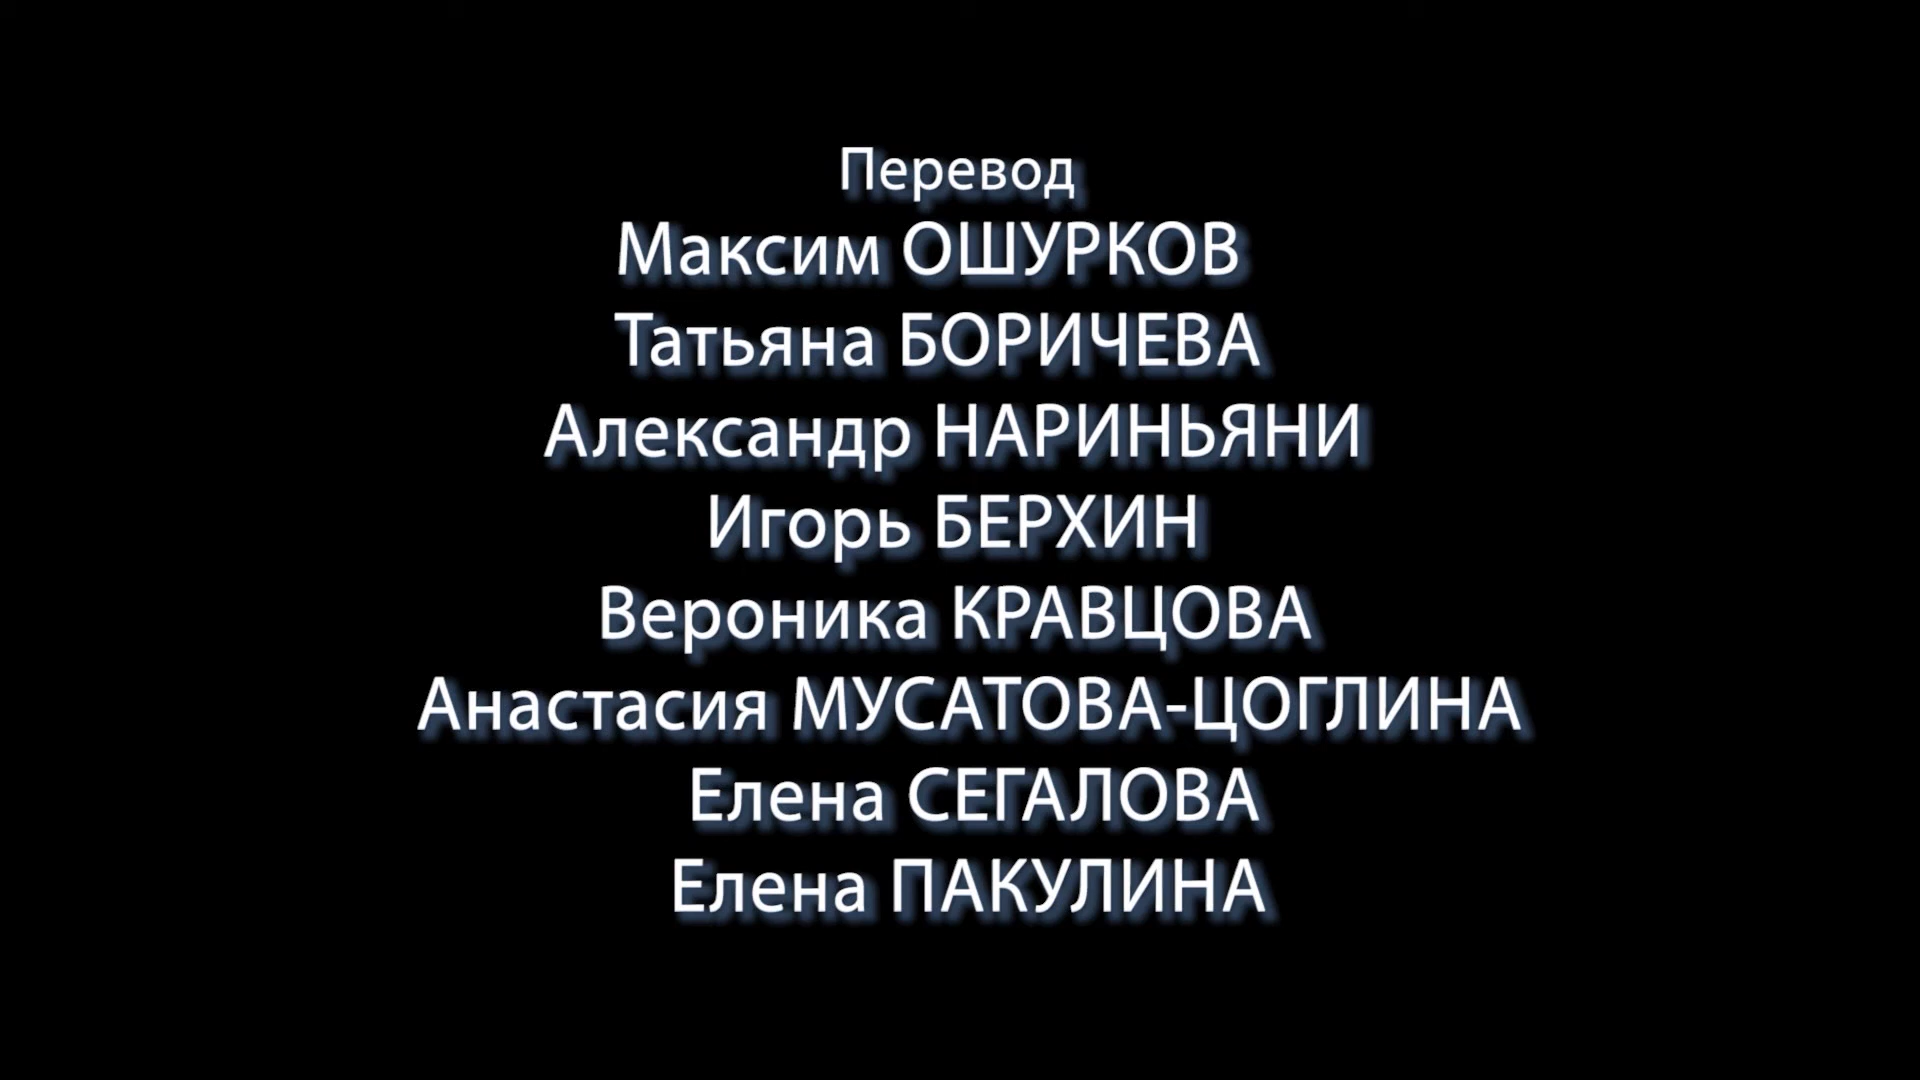 Перевод
Максим ОШУРКОВ
Татьяна БОРИЧЕВА
Александр НАРИНЬЯНИ
Игорь БЕРХИН
Вероника КРАВЦОВА
Анастасия МУСАТОВА-ЦОГЛИНА
Елена СЕГАЛОВА
Елена ПАКУЛИНА